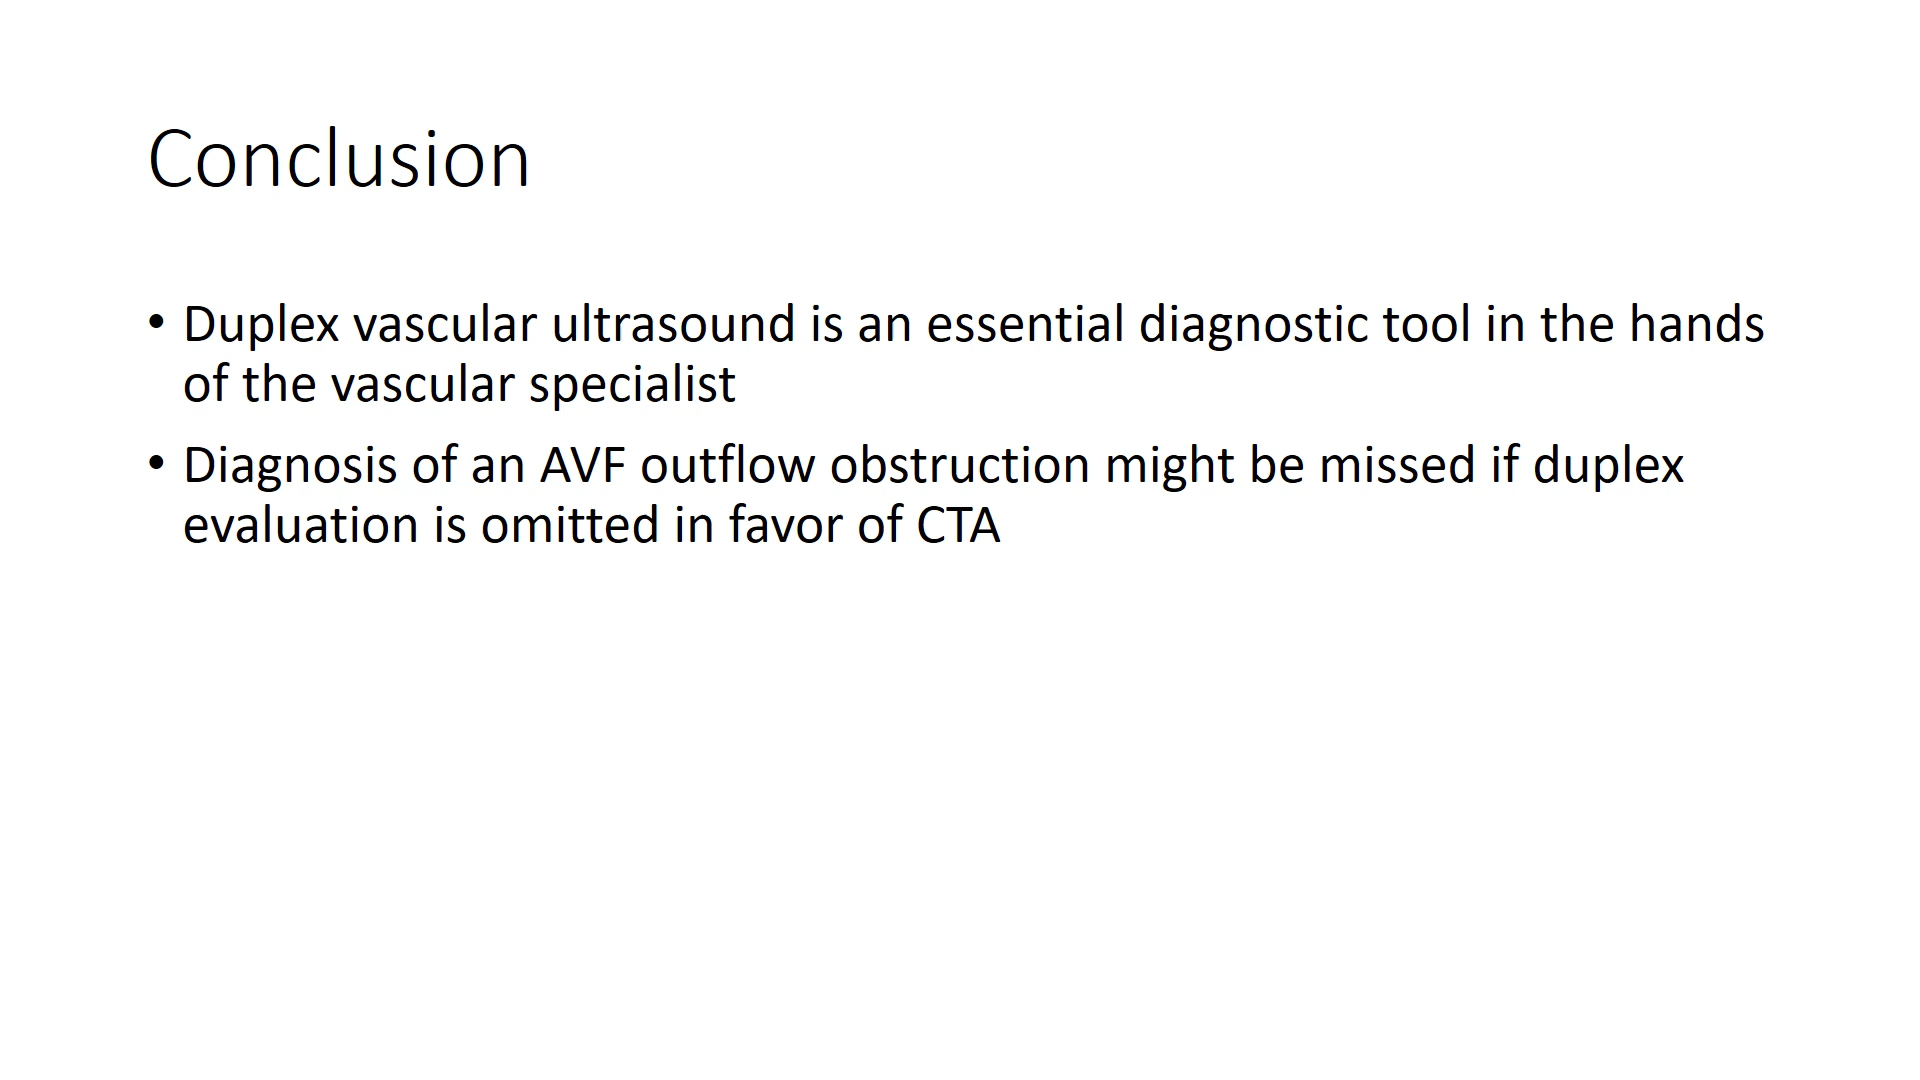 Conclusion
• Duplex vascular ultrasound is an essential diagnostic tool in the hands
of the vascular specialist
• Diagnosis of an AVF outflow obstruction might be missed if duplex
evaluation is omitted in favor of CTA